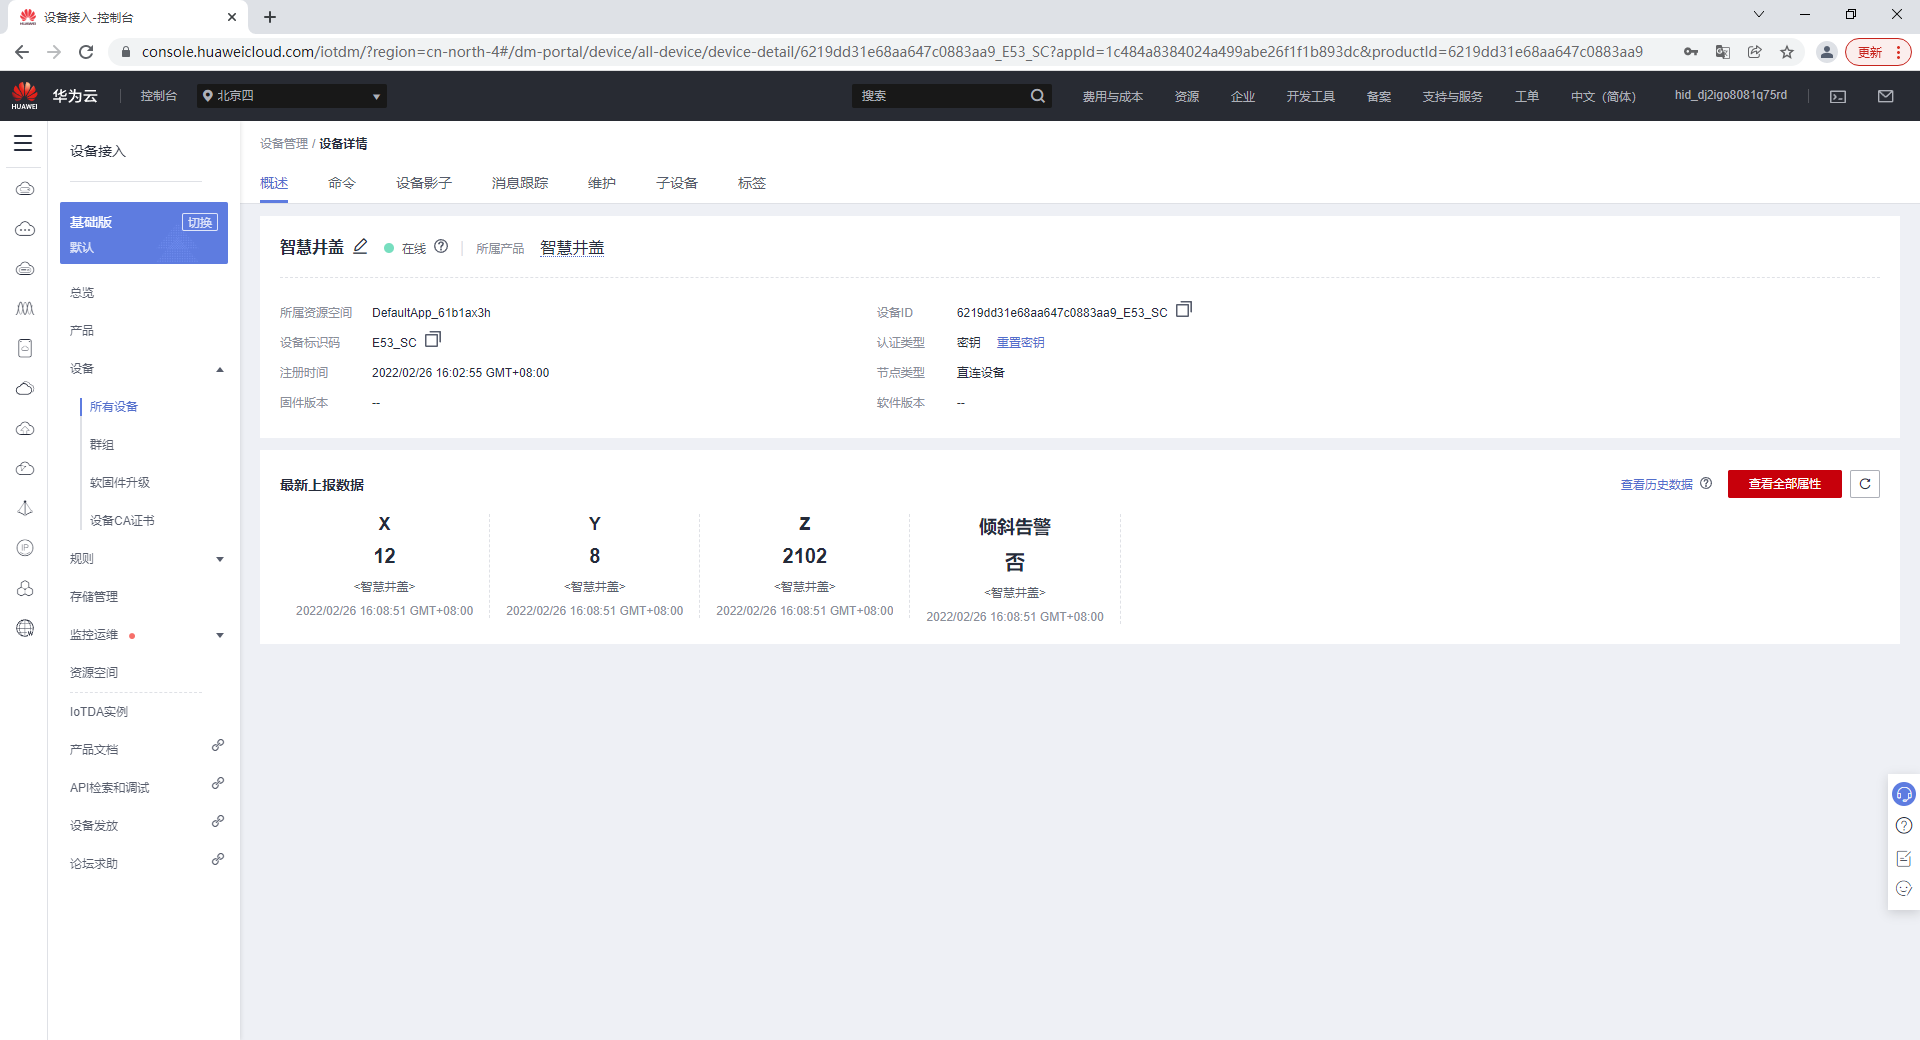 设备接入-控制台
console.huaweicloud.com/iotdm/?region=cn-north-4#/dm-portal/device/all-device/device-detail/6219dd31e68aa647c0883aa9_E53_SC?appId=1c484a8384024a499abe26f1f1b893dc&productId=6219dd31e68aa647c0883aa9
更新
HUAWEI
华为云
控制台
北京四
搜索
费用与成本
资源
企业
开发工具
备案
支持与服务
工单
中文（简体）
hid_dj2igo8081q75rd
设备接入
基础版
切换
默认
总览
产品
设备
所有设备
群组
软固件升级
设备CA证书
规则
存储管理
监控运维
资源空间
IoTDA实例
产品文档
API检索和调试
设备发放
论坛求助
设备管理 / 设备详情
概述
命令
设备影子
消息跟踪
维护
子设备
标签
智慧井盖
在线
所属产品
智慧井盖
所属资源空间
DefaultApp_61b1ax3h
设备ID
6219dd31e68aa647c0883aa9_E53_SC
设备标识码
E53_SC
认证类型
密钥
重置密钥
注册时间
2022/02/26 16:02:55 GMT+08:00
节点类型
直连设备
固件版本
--
软件版本
--
最新上报数据
查看历史数据
查看全部属性
X
12
<智慧井盖>
2022/02/26 16:08:51 GMT+08:00
Y
8
<智慧井盖>
2022/02/26 16:08:51 GMT+08:00
Z
2102
<智慧井盖>
2022/02/26 16:08:51 GMT+08:00
倾斜告警
否
<智慧井盖>
2022/02/26 16:08:51 GMT+08:00